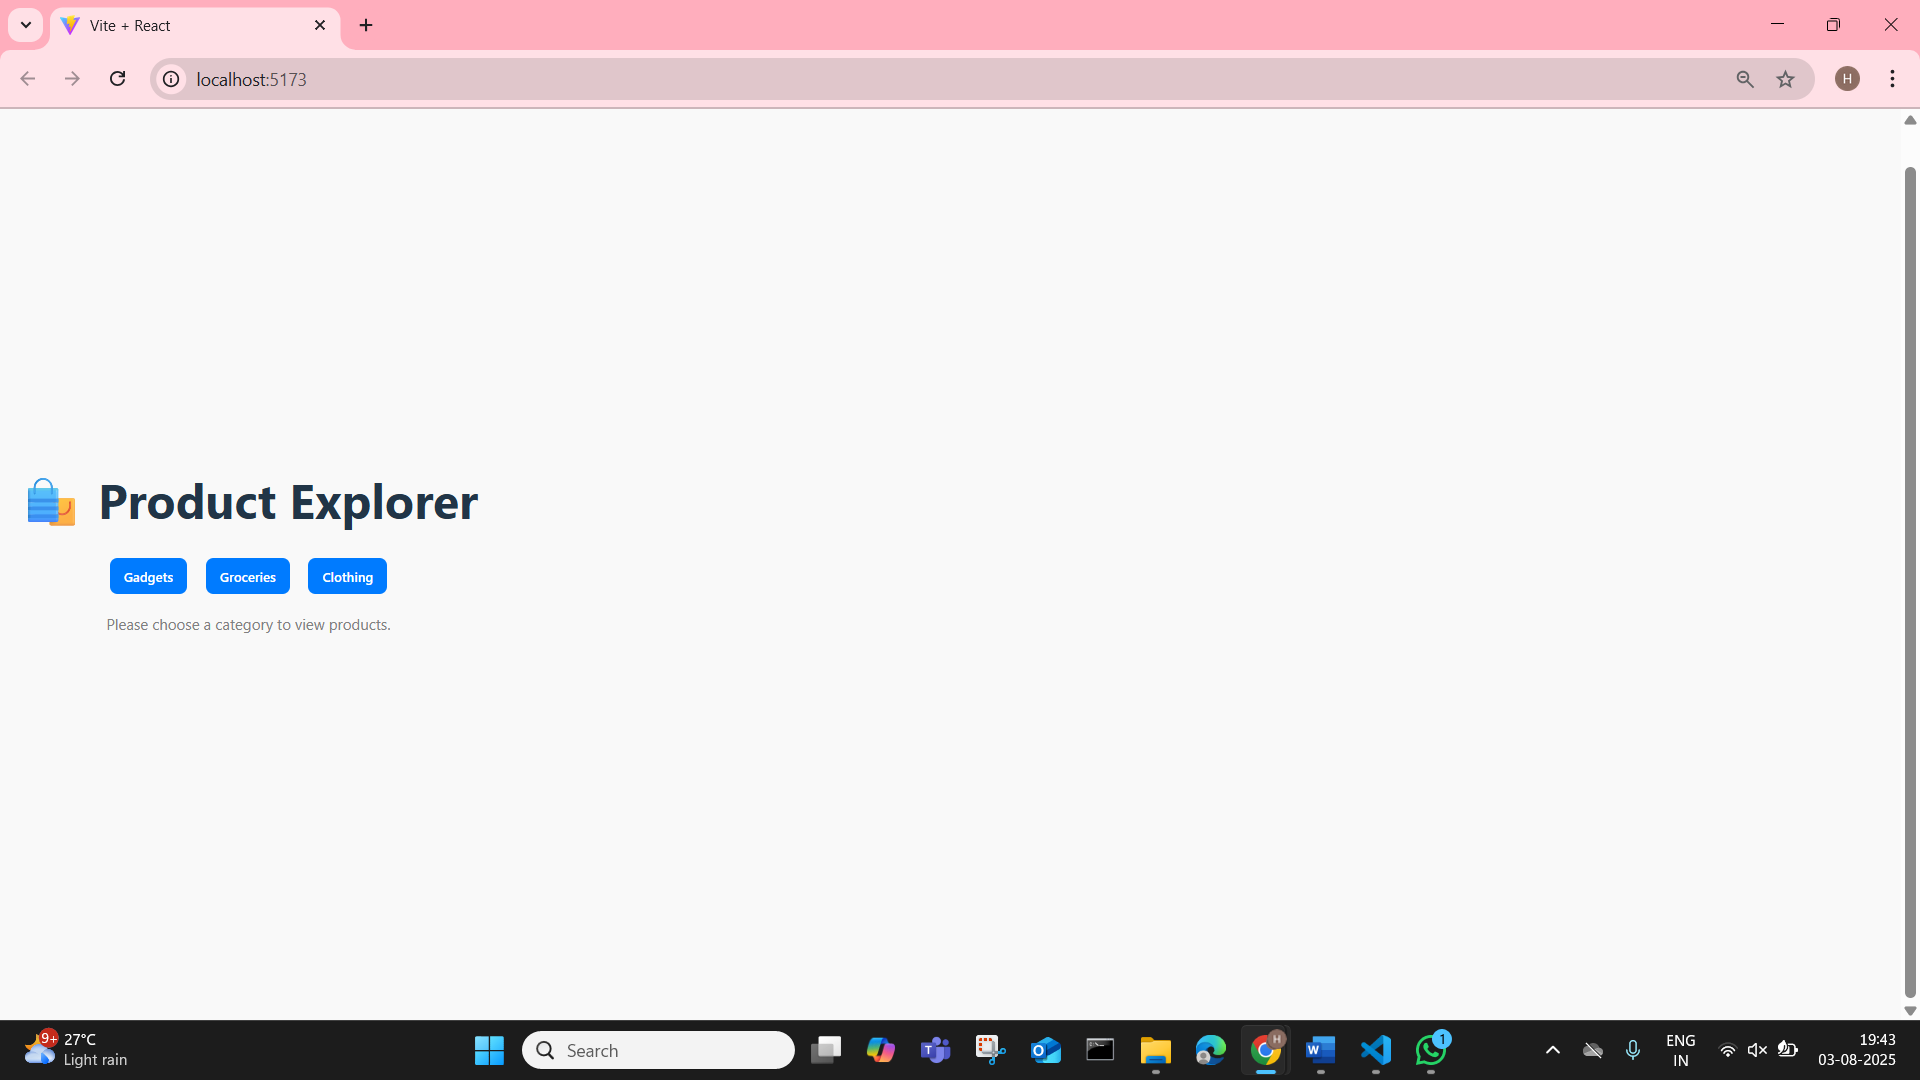 Vite + React
localhost:5173
H
Product Explorer
Gadgets Groceries Clothing
Please choose a category to view products.
9+
27°C
Light rain
Search
T
O
H
W
1
ENG
IN
19:43
03-08-2025